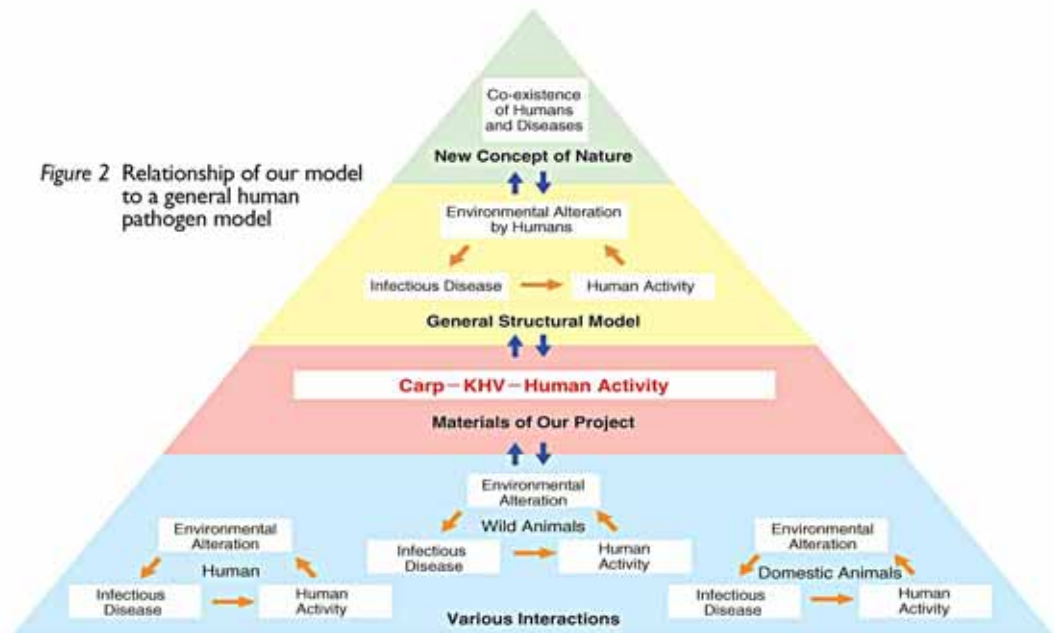 Co-existence
of Humans
and Diseases
New Concept of Nature
Figure 2 Relationship of our model
to a general human
pathogen model
Environmental Alteration
by Humans
Infectious Disease
Human Activity
General Structural Model
Carp－KHV－Human Activity
Materials of Our Project
Environmental
Alteration
Wild Animals
Infectious
Disease
Human
Activity
Environmental
Alteration
Human
Infectious
Disease
Human
Activity
Environmental
Alteration
Domestic Animals
Infectious
Disease
Human
Activity
Various Interactions